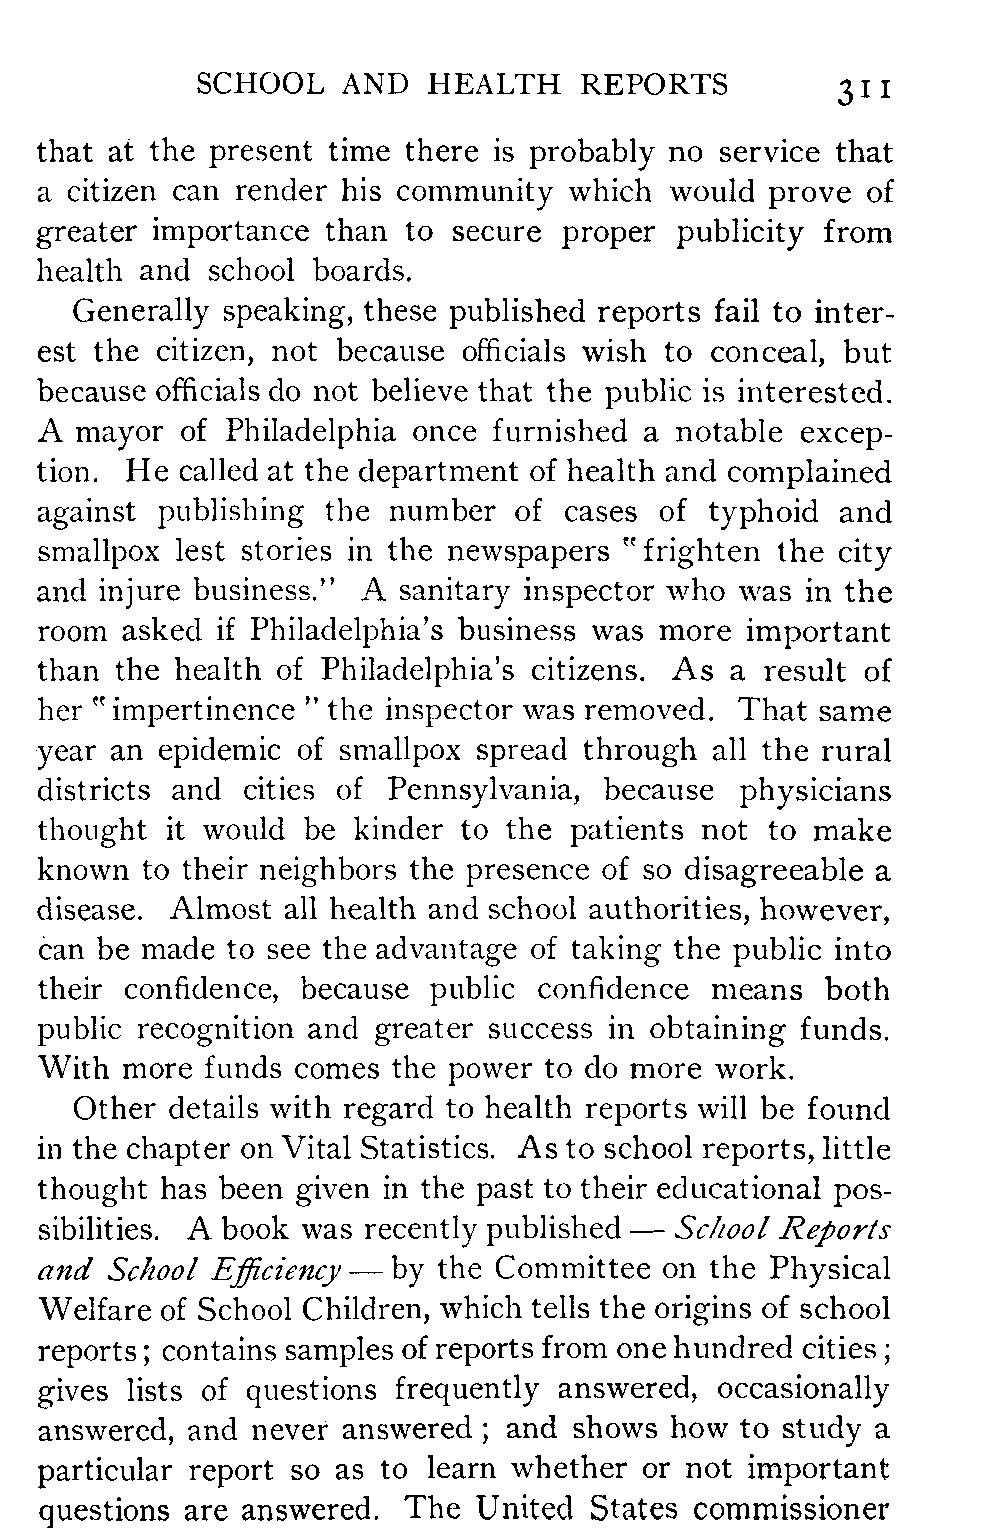 SCHOOL AND HEALTH REPORTS 311
that at the present time there is probably no service that
a citizen can render his community which would prove of
greater importance than to secure proper publicity from
health and school boards.
Generally speaking, these published reports fail to inter-
est the citizen, not because officials wish to conceal, but
because officials do not believe that the public is interested.
A mayor of Philadelphia once furnished a notable excep-
tion. He called at the department of health and complained
against publishing the number of cases of typhoid and
smallpox lest stories in the newspapers "frighten the city
and injure business." A sanitary inspector who was in the
room asked if Philadelphia's business was more important
than the health of Philadelphia's citizens. As a result of
her "impertinence" the inspector was removed. That same
year an epidemic of smallpox spread through all the rural
districts and cities of Pennsylvania, because physicians
thought it would be kinder to the patients not to make
known to their neighbors the presence of so disagreeable a
disease. Almost all health and school authorities, however,
can be made to see the advantage of taking the public into
their confidence, because public confidence means both
public recognition and greater success in obtaining funds.
With more funds comes the power to do more work.
Other details with regard to health reports will be found
in the chapter on Vital Statistics. As to school reports, little
thought has been given in the past to their educational pos-
sibilities. A book was recently published — School Reports
and School Efficiency — by the Committee on the Physical
Welfare of School Children, which tells the origins of school
reports; contains samples of reports from one hundred cities;
gives lists of questions frequently answered, occasionally
answered, and never answered; and shows how to study a
particular report so as to learn whether or not important
questions are answered. The United States commissioner